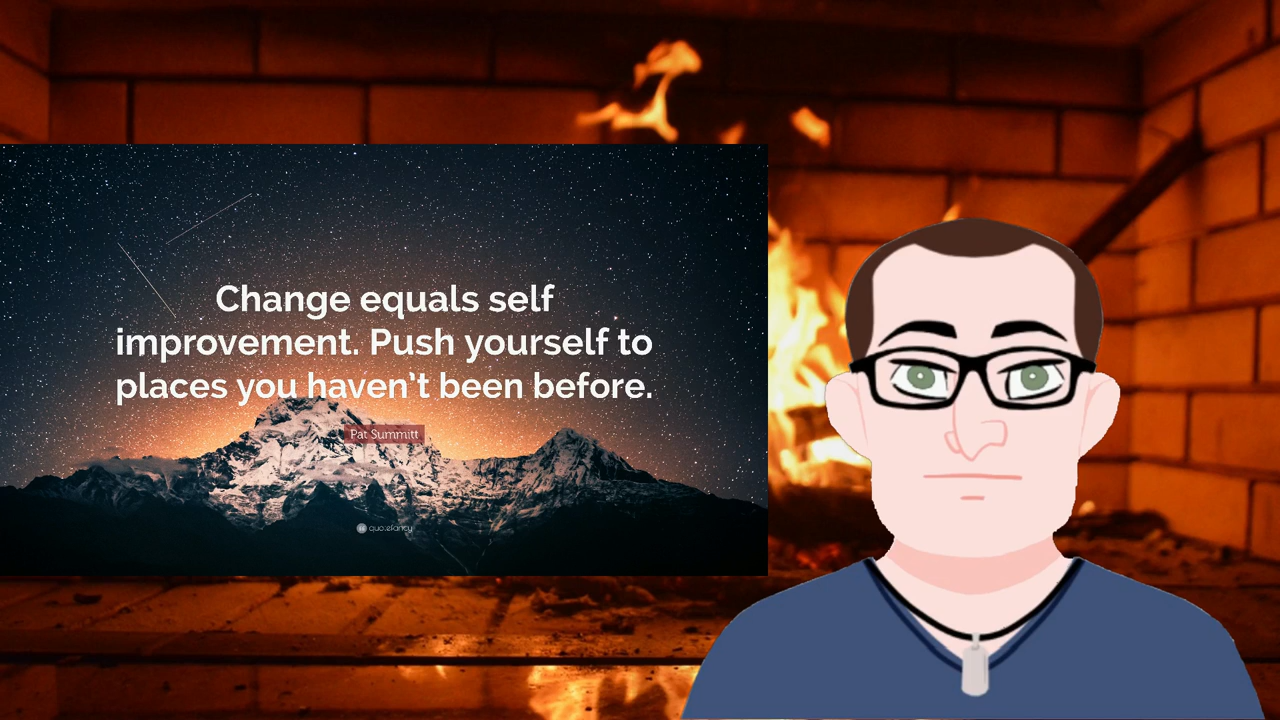 Change equals self
improvement. Push yourself to
places you haven't been before.
Pat Summitt
quotefancy